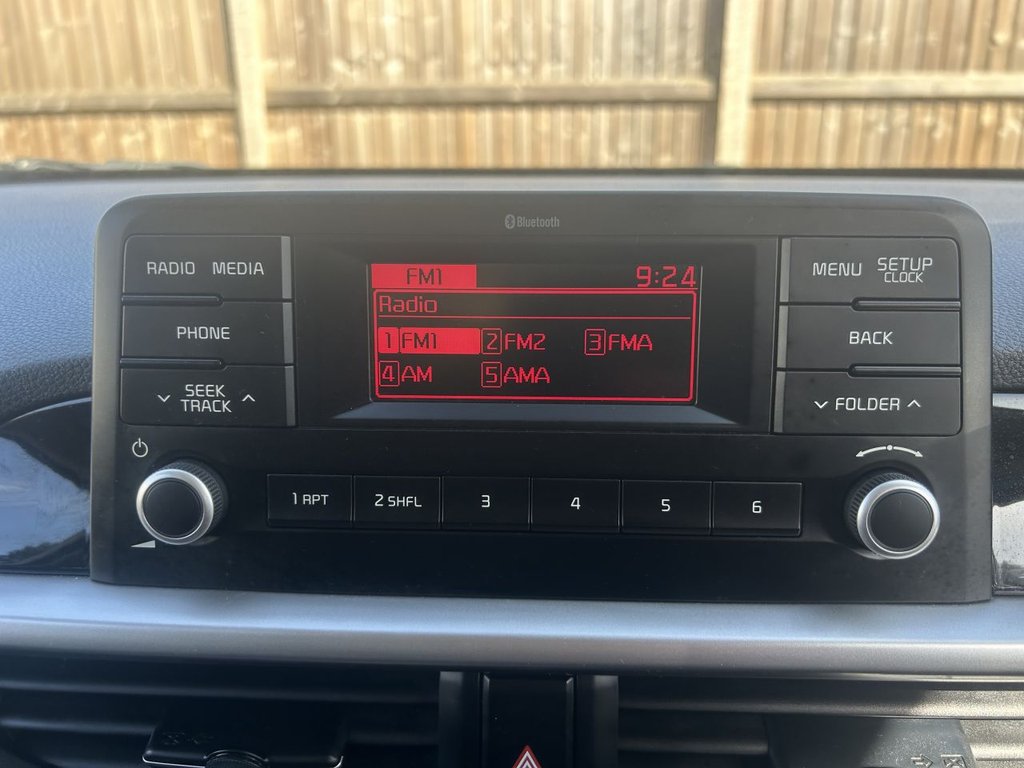 Bluetooth
RADIO MEDIA
PHONE
SEEK
TRACK
FM1 9:24
Radio
1 FM1 2 FM2 3 FMA
4 AM 5 AMA
MENU SETUP
CLOCK
BACK
FOLDER
1 RPT 2 SHFL 3 4 5 6